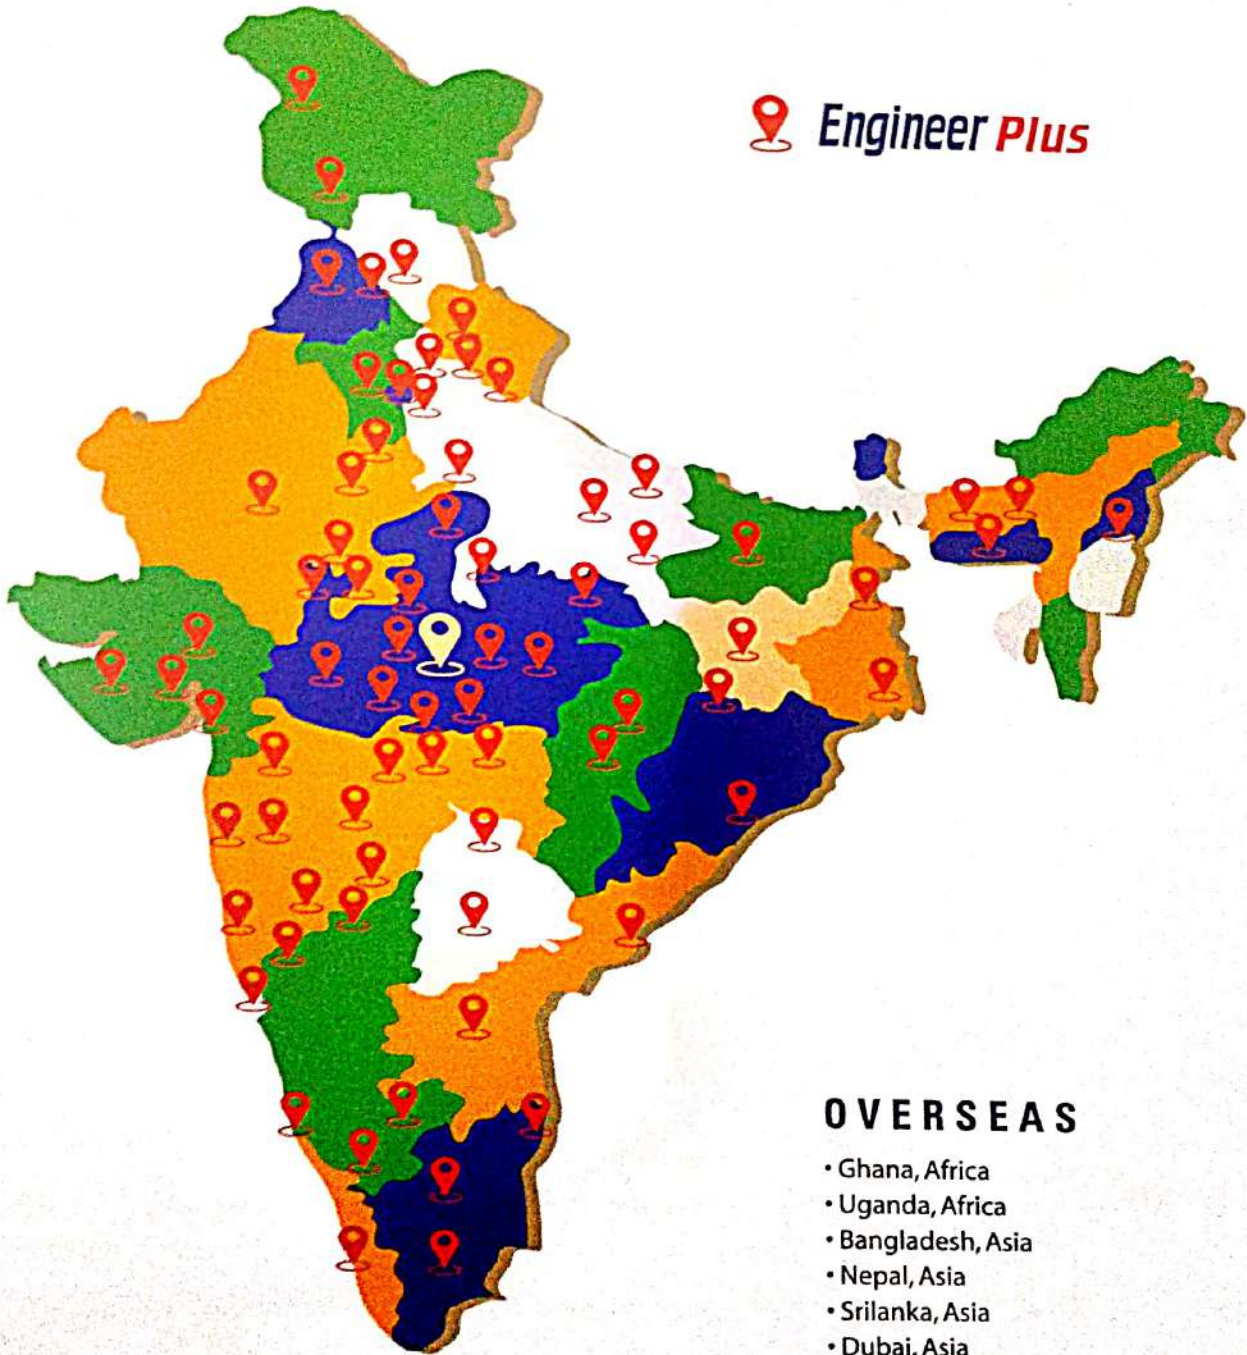 Engineer Plus
OVERSEAS
• Ghana, Africa
• Uganda, Africa
• Bangladesh, Asia
• Nepal, Asia
• Srilanka, Asia
• Dubai, Asia